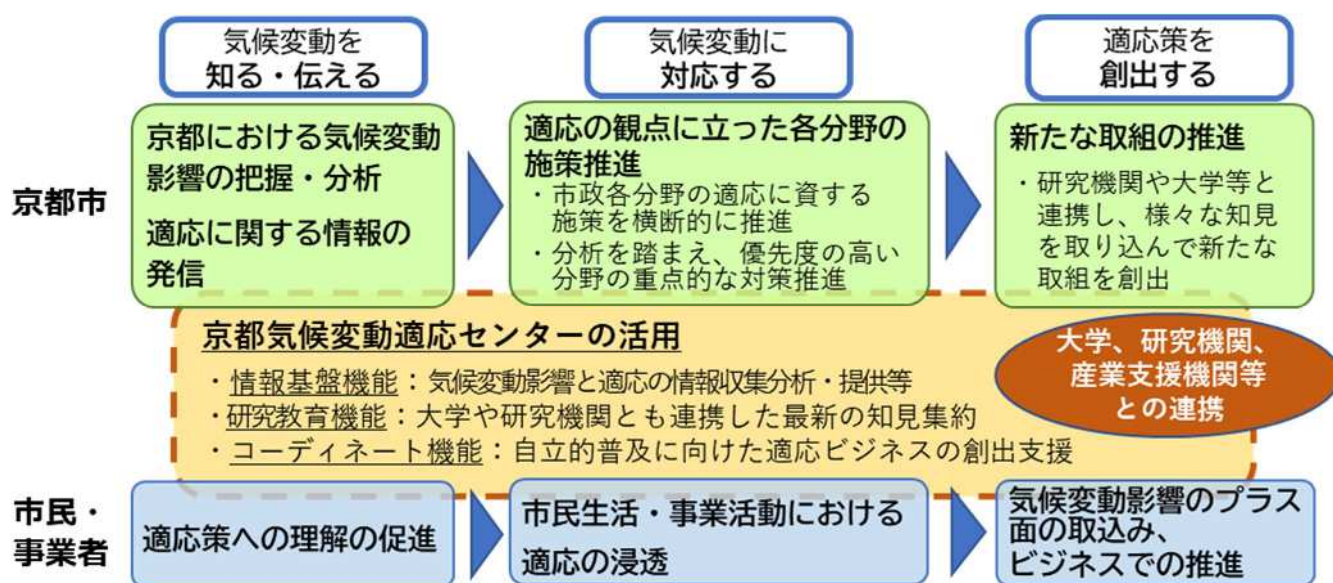 気候変動を
知る・伝える
気候変動に
対応する
適応策を
創出する
京都市
京都における気候変動
影響の把握・分析
適応に関する情報の
発信
適応の観点に立った各分野の
施策推進
・市政各分野の適応に資する
施策を横断的に推進
・分析を踏まえ、優先度の高い
分野の重点的な対策推進
新たな取組の推進
・研究機関や大学等と
連携し、様々な知見
を取り込んで新たな
取組を創出
京都気候変動適応センターの活用
・情報基盤機能：気候変動影響と適応の情報収集分析・提供等
・研究教育機能：大学や研究機関とも連携した最新の知見集約
・コーディネート機能：自立的普及に向けた適応ビジネスの創出支援
大学、研究機関、
産業支援機関等
との連携
市民・
事業者
適応策への理解の促進
市民生活・事業活動における
適応の浸透
気候変動影響のプラス
面の取込み、
ビジネスでの推進